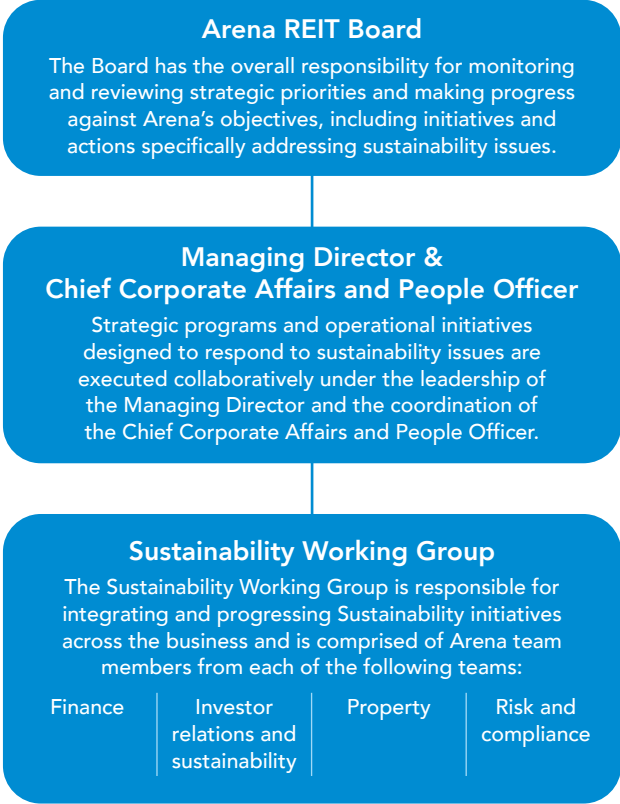 Arena REIT Board
The Board has the overall responsibility for monitoring
and reviewing strategic priorities and making progress
against Arena’s objectives, including initiatives and
actions specifically addressing sustainability issues.
Managing Director &
Chief Corporate Affairs and People Officer
Strategic programs and operational initiatives
designed to respond to sustainability issues are
executed collaboratively under the leadership of
the Managing Director and the coordination of
the Chief Corporate Affairs and People Officer.
Sustainability Working Group
The Sustainability Working Group is responsible for
integrating and progressing Sustainability initiatives
across the business and is comprised of Arena team
members from each of the following teams:
Finance
Investor
relations and
sustainability
Property
Risk and
compliance